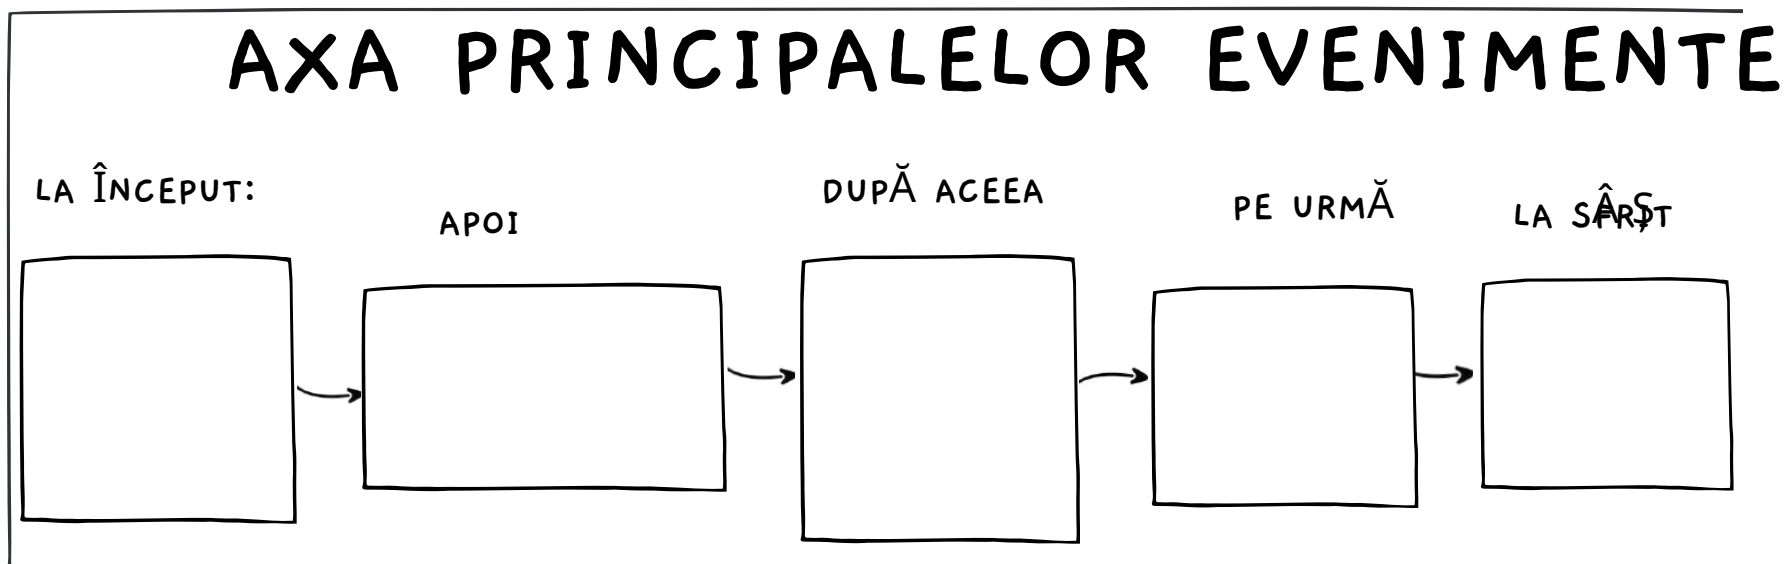 AXA PRINCIPALELOR EVENIMENTE
LA ÎNCEPUT:
APOI
DUPĂ ACEEA
PE URMĂ
LA